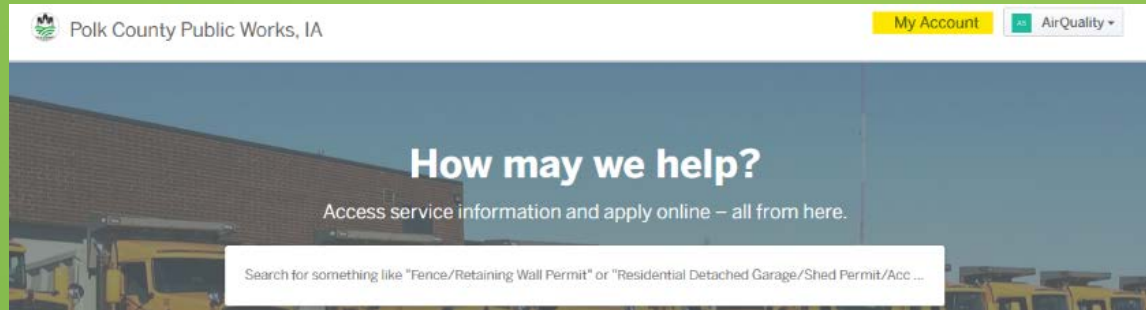 Polk County Public Works, IA
My Account
AS AirQuality
How may we help?
Access service information and apply online – all from here.
Search for something like "Fence/Retaining Wall Permit" or "Residential Detached Garage/Shed Permit/Acc ...